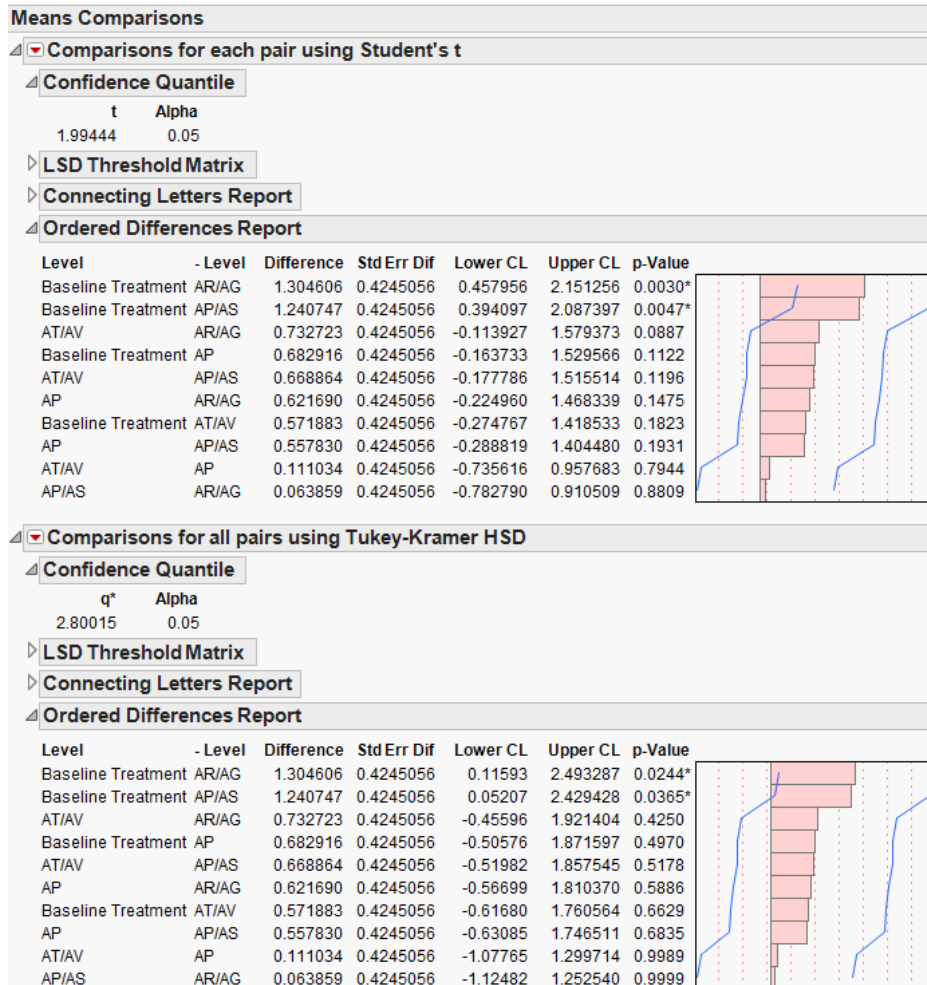 Means Comparisons
Comparisons for each pair using Student's t
Confidence Quantile
t Alpha
1.99444 0.05
LSD Threshold Matrix
Connecting Letters Report
Ordered Differences Report
Level - Level Difference Std Err Dif Lower CL Upper CL p-Value
Baseline Treatment AR/AG 1.304606 0.4245056 0.457956 2.151256 0.0030*
Baseline Treatment AP/AS 1.240747 0.4245056 0.394097 2.087397 0.0047*
AT/AV AR/AG 0.732723 0.4245056 -0.113927 1.579373 0.0887
Baseline Treatment AP 0.682916 0.4245056 -0.163733 1.529566 0.1122
AT/AV AP/AS 0.668864 0.4245056 -0.177786 1.515514 0.1196
AP AR/AG 0.621690 0.4245056 -0.224960 1.468339 0.1475
Baseline Treatment AT/AV 0.571883 0.4245056 -0.274767 1.418533 0.1823
AP AP/AS 0.557830 0.4245056 -0.288819 1.404480 0.1931
AT/AV AP 0.111034 0.4245056 -0.735616 0.957683 0.7944
AP/AS AR/AG 0.063859 0.4245056 -0.782790 0.910509 0.8809
Comparisons for all pairs using Tukey-Kramer HSD
Confidence Quantile
q* Alpha
2.80015 0.05
LSD Threshold Matrix
Connecting Letters Report
Ordered Differences Report
Level - Level Difference Std Err Dif Lower CL Upper CL p-Value
Baseline Treatment AR/AG 1.304606 0.4245056 0.11593 2.493287 0.0244*
Baseline Treatment AP/AS 1.240747 0.4245056 0.05207 2.429428 0.0365*
AT/AV AR/AG 0.732723 0.4245056 -0.45596 1.921404 0.4250
Baseline Treatment AP 0.682916 0.4245056 -0.50576 1.871597 0.4970
AT/AV AP/AS 0.668864 0.4245056 -0.51982 1.857545 0.5178
AP AR/AG 0.621690 0.4245056 -0.56699 1.810370 0.5886
Baseline Treatment AT/AV 0.571883 0.4245056 -0.61680 1.760564 0.6629
AP AP/AS 0.557830 0.4245056 -0.63085 1.746511 0.6835
AT/AV AP 0.111034 0.4245056 -1.07765 1.299714 0.9989
AP/AS AR/AG 0.063859 0.4245056 -1.12482 1.252540 0.9999